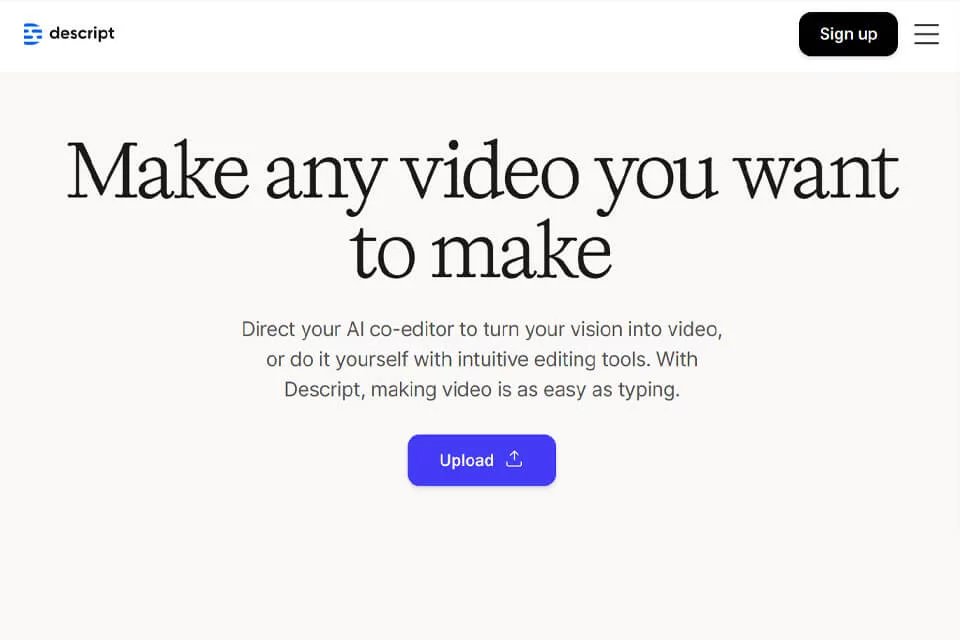 descript
Sign up
Make any video you want
to make
Direct your AI co-editor to turn your vision into video,
or do it yourself with intuitive editing tools. With
Descript, making video is as easy as typing.
Upload